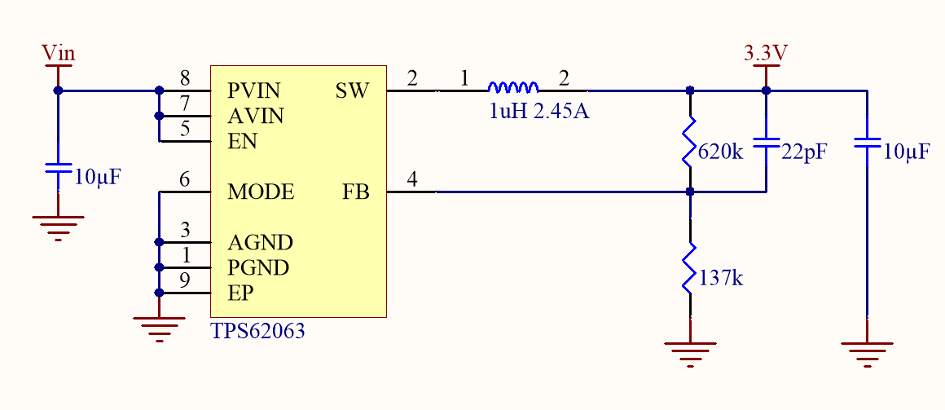 Vin
3.3V
8 PVIN SW 2 1 2
7 AVIN
1uH 2.45A
5 EN
620k 22pF 10µF
10µF
6 MODE FB 4
3 AGND
1 PGND
137k
9 EP
TPS62063